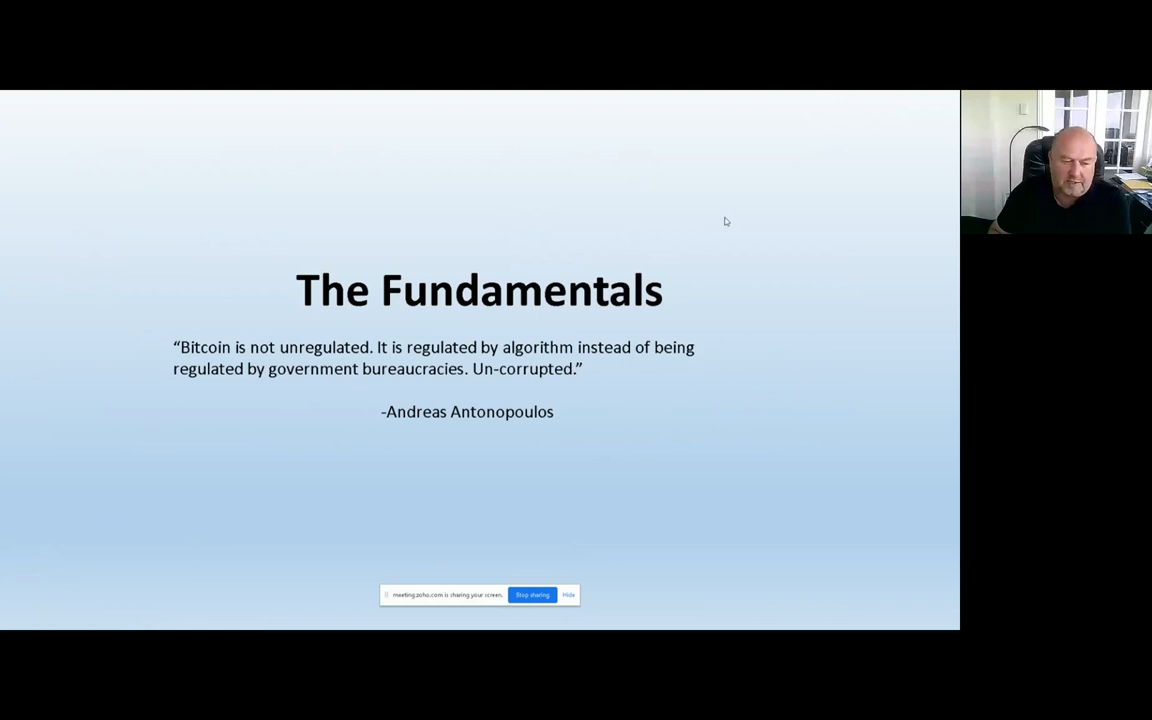 The Fundamentals
“Bitcoin is not unregulated. It is regulated by algorithm instead of being
regulated by government bureaucracies. Un-corrupted.”
-Andreas Antonopoulos
meeting.zoho.com is sharing your screen. Stop sharing Hide